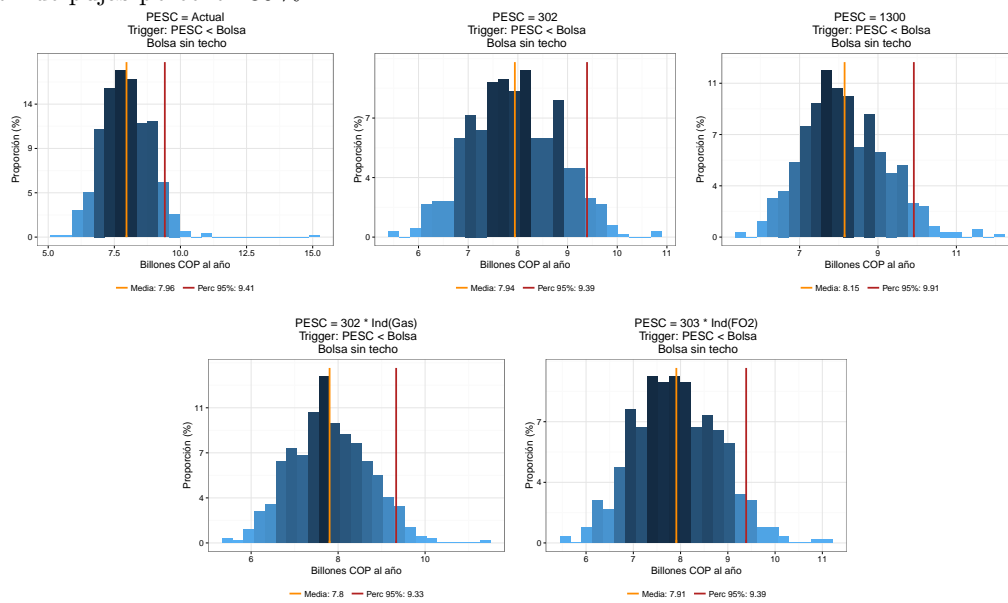 PESC = Actual
Trigger: PESC < Bolsa
Bolsa sin techo
Proporción (%)
14
9
5
0
5.0 7.5 10.0 12.5 15.0
Billones COP al año
Media: 7.96 Perc 95%: 9.41
PESC = 302
Trigger: PESC < Bolsa
Bolsa sin techo
Proporción (%)
7
4
0
6 7 8 9 10 11
Billones COP al año
Media: 7.94 Perc 95%: 9.39
PESC = 1300
Trigger: PESC < Bolsa
Bolsa sin techo
Proporción (%)
11
7
4
0
7 9 11
Billones COP al año
Media: 8.15 Perc 95%: 9.91
PESC = 302 * Ind(Gas)
Trigger: PESC < Bolsa
Bolsa sin techo
Proporción (%)
11
7
4
0
6 8 10
Billones COP al año
Media: 7.8 Perc 95%: 9.33
PESC = 303 * Ind(FO2)
Trigger: PESC < Bolsa
Bolsa sin techo
Proporción (%)
7
4
0
6 7 8 9 10 11
Billones COP al año
Media: 7.91 Perc 95%: 9.39